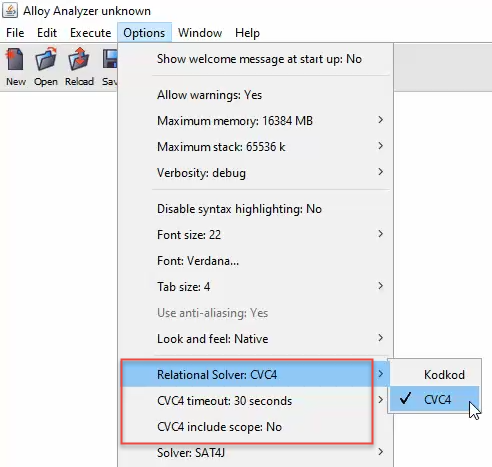 Alloy Analyzer unknown
File Edit Execute Options Window Help
New Open Reload
Show welcome message at start up: No
Allow warnings: Yes
Maximum memory: 16384 MB
Maximum stack: 65536 k
Verbosity: debug
Disable syntax highlighting: No
Font size: 22
Font: Verdana...
Tab size: 4
Use anti-aliasing: Yes
Look and feel: Native
Relational Solver: CVC4
Kodkod
CVC4 timeout: 30 seconds
CVC4
CVC4 include scope: No
Solver: SAT4J